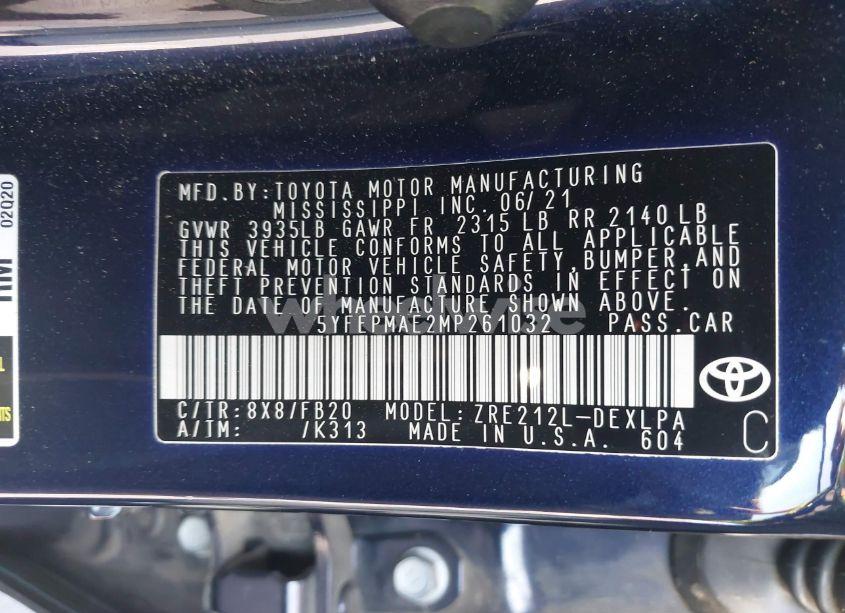 MFD. BY: TOYOTA MOTOR MANUFACTURING
MISSISSIPPI INC. 06/21
GVWR 3935LB GAWR FR 2315 LB RR 2140 LB
THIS VEHICLE CONFORMS TO ALL APPLICABLE
FEDERAL MOTOR VEHICLE SAFETY, BUMPER, AND
THEFT PREVENTION STANDARDS IN EFFECT ON
THE DATE OF MANUFACTURE SHOWN ABOVE.
5YFEPMAE2MP261032 PASS. CAR
C/TR: 8X8/FB20 MODEL: ZRE212L-DEXLPA
A/TM: /K313 MADE IN U.S.A. 604
C
02Q20